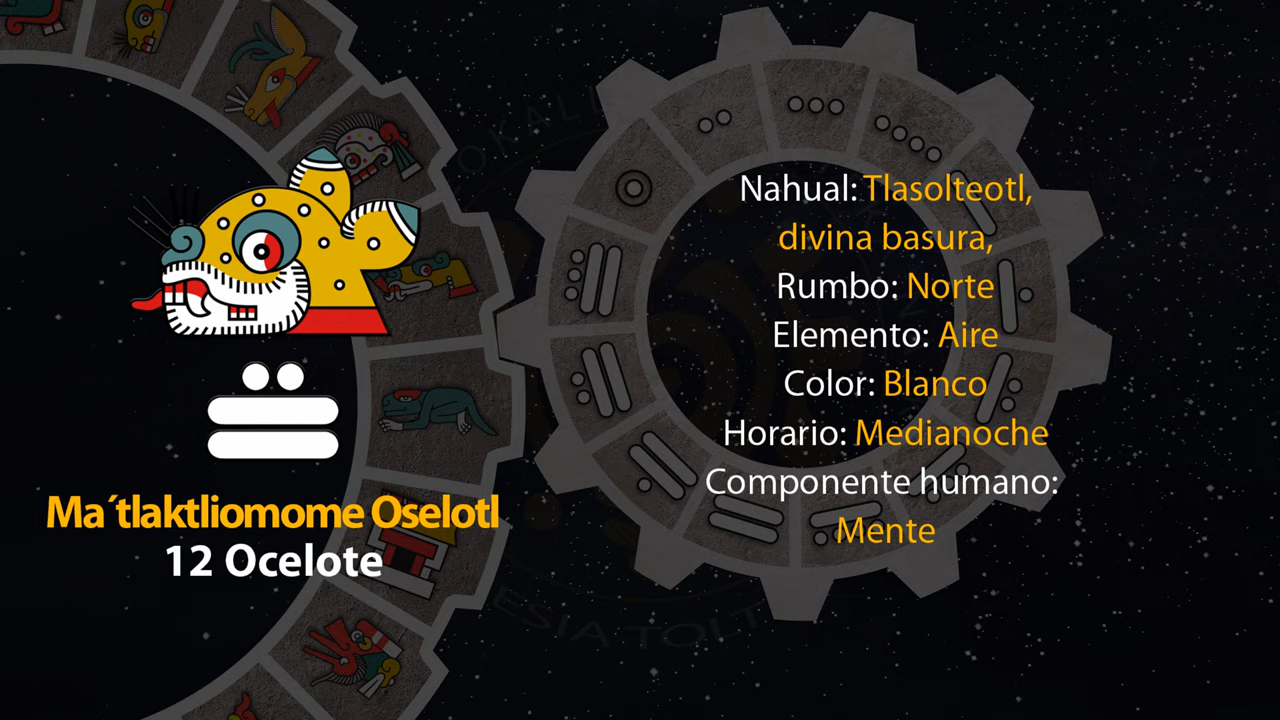 Ma´tlaktliomome Oselotl
12 Ocelote
Nahual: Tlasolteotl,
divina basura,
Rumbo: Norte
Elemento: Aire
Color: Blanco
Horario: Medianoche
Componente humano:
Mente